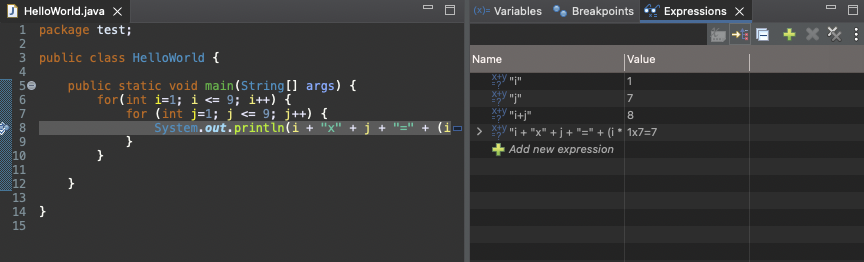 HelloWorld.java
1 package test;
2
3 public class HelloWorld {
4
5 public static void main(String[] args) {
6 for(int i=1; i <= 9; i++) {
7 for (int j=1; j <= 9; j++) {
8 System.out.println(i + "x" + j + "=" + (i
9 }
10 }
11
12 }
13
14 }
15
Variables Breakpoints Expressions
Name Value
"i" 1
"j" 7
"i+j" 8
"i + "x" + j + "=" + (i * 1x7=7
Add new expression